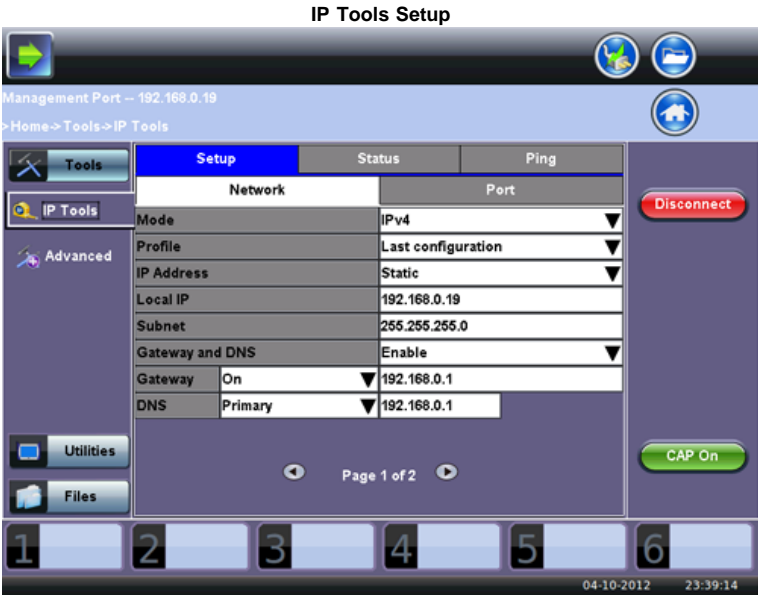 IP Tools Setup
Management Port -- 192.168.0.19
>Home->Tools->IP Tools
Tools
IP Tools
Advanced
Utilities
Files
Setup Status Ping
Network Port
Mode IPv4
Profile Last configuration
IP Address Static
Local IP 192.168.0.19
Subnet 255.255.255.0
Gateway and DNS Enable
Gateway On 192.168.0.1
DNS Primary 192.168.0.1
Page 1 of 2
Disconnect
CAP On
1 2 3 4 5 6
04-10-2012 23:39:14